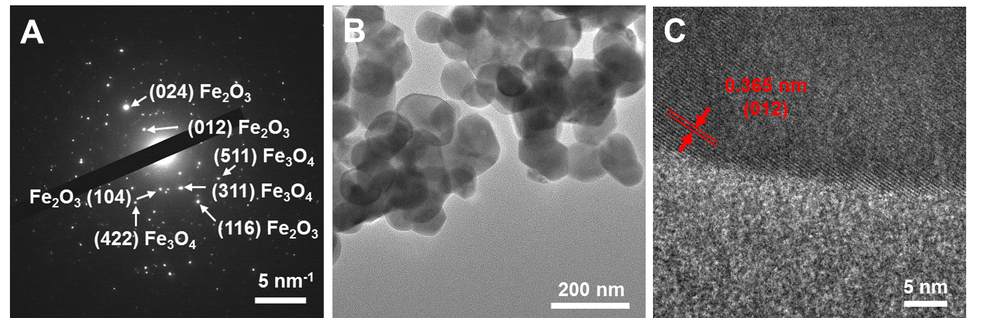 A
(024) Fe₂O₃
(012) Fe₂O₃
(511) Fe₃O₄
Fe₂O₃ (104)
(311) Fe₃O₄
(116) Fe₂O₃
(422) Fe₃O₄
5 nm⁻¹
B
200 nm
C
0.365 nm
(012)
5 nm